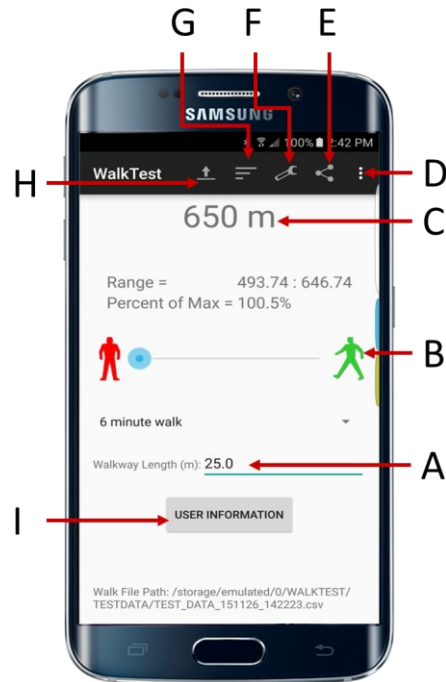 G F E
SAMSUNG
100% 2:42 PM
H WalkTest D
650 m C
Range = 493.74 : 646.74
Percent of Max = 100.5%
B
6 minute walk
Walkway Length (m): 25.0 A
I USER INFORMATION
Walk File Path: /storage/emulated/0/WALKTEST/
TESTDATA/TEST_DATA_151126_142223.csv